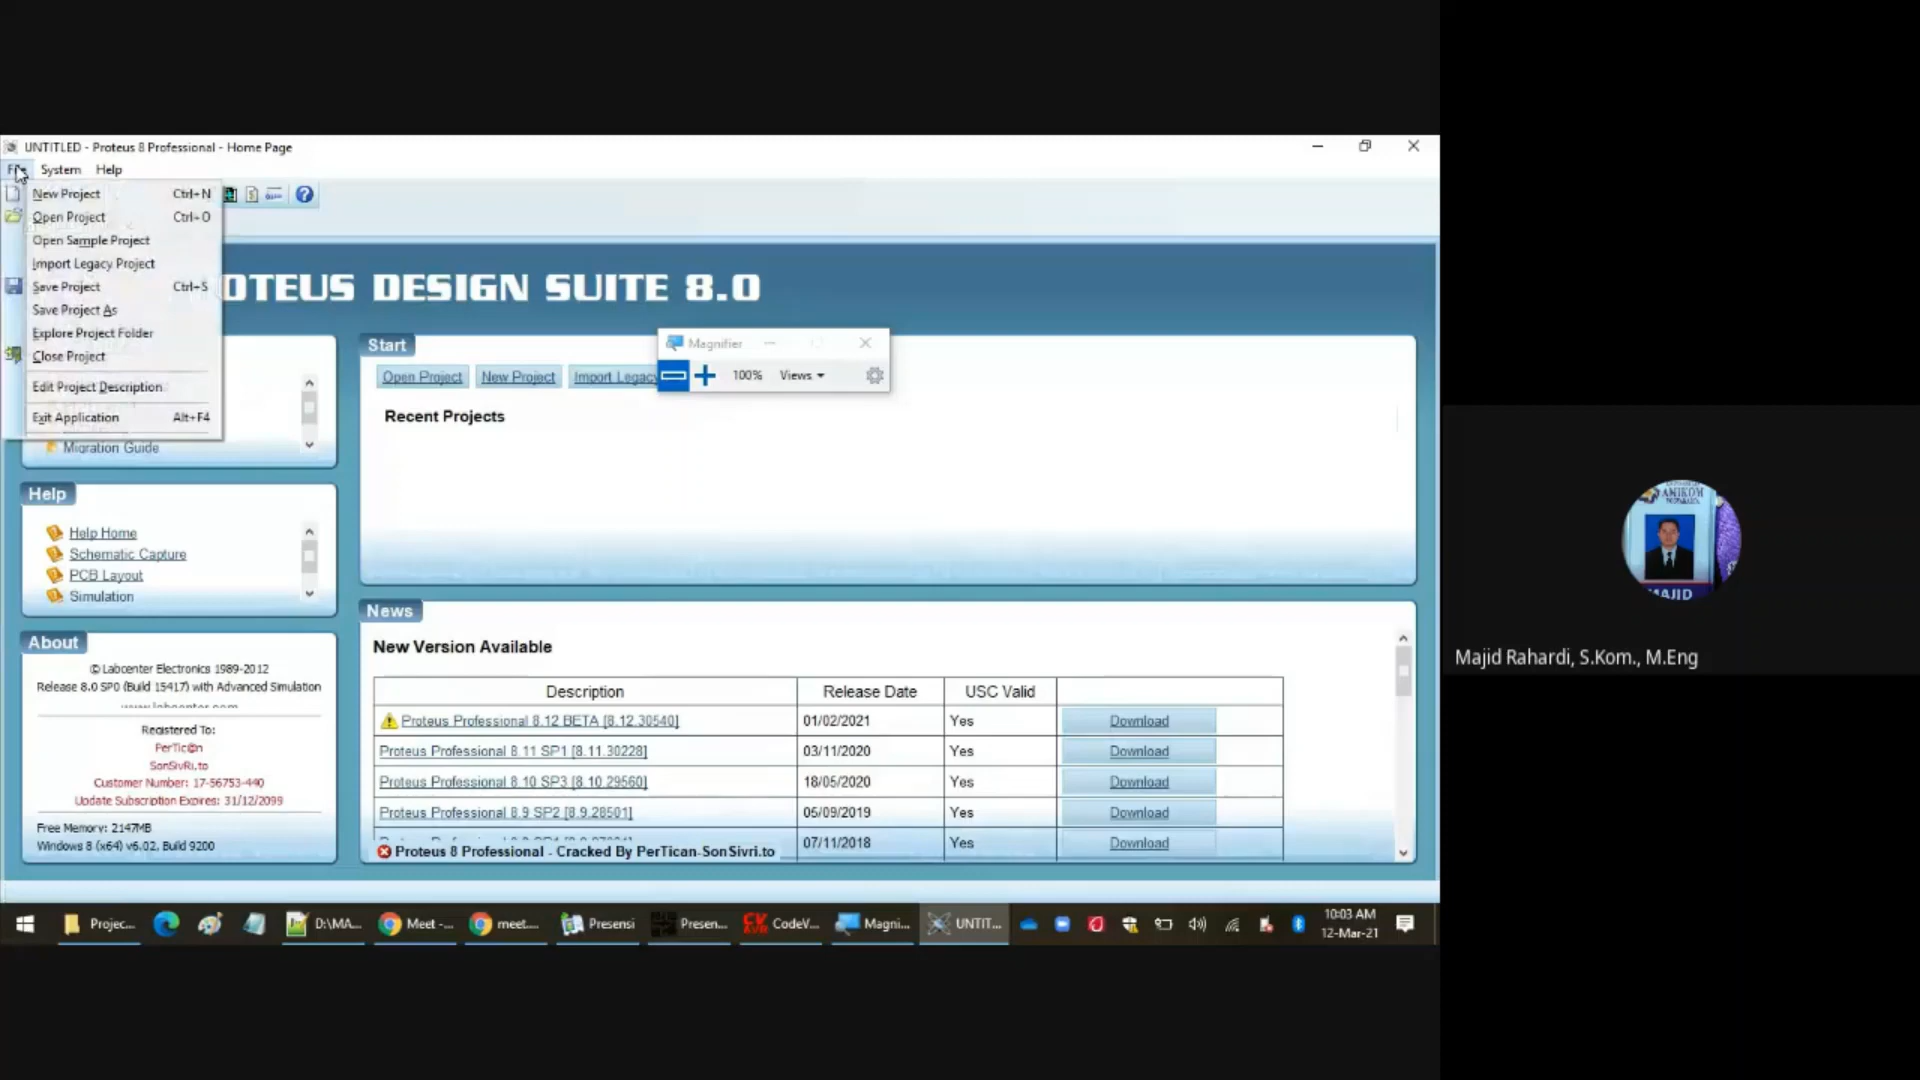 UNTITLED - Proteus 8 Professional - Home Page
File System Help
New Project Ctrl+N
Open Project Ctrl+O
Open Sample Project
Import Legacy Project
Save Project Ctrl+S
Save Project As
Explore Project Folder
Close Project
Edit Project Description
Exit Application Alt+F4
OTEUS DESIGN SUITE 8.0
Migration Guide
Help
Help Home
Schematic Capture
PCB Layout
Simulation
About
© Labcenter Electronics 1989-2012
Release 8.0 SP0 (Build 15417) with Advanced Simulation
www.labcenter.com
Registered To:
PerTic@n
SonSivRi.to
Customer Number: 17-56753-440
Update Subscription Expires: 31/12/2099
Free Memory: 2147MB
Windows 8 (x64) v6.02, Build 9200
Start
Open Project New Project Import Legacy
Magnifier
100% Views
Recent Projects
News
New Version Available
Description Release Date USC Valid
Proteus Professional 8.12 BETA [8.12.30540] 01/02/2021 Yes Download
Proteus Professional 8.11 SP1 [8.11.30228] 03/11/2020 Yes Download
Proteus Professional 8.10 SP3 [8.10.29560] 18/05/2020 Yes Download
Proteus Professional 8.9 SP2 [8.9.28501] 05/09/2019 Yes Download
07/11/2018 Yes Download
Proteus 8 Professional - Cracked By PerTican-SonSivri.to
Projec... D:\MA... Meet -... meet.... Presensi Presen... CodeV... Magni... UNTIT...
10:03 AM
12-Mar-21
AMIKOM
MAJID
Majid Rahardi, S.Kom., M.Eng